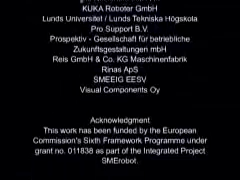 KUKA Roboter GmbH
Lunds Universitet / Lunds Tekniska Högskola
Pro Support B.V.
Prospektiv - Gesellschaft für betriebliche
Zukunftsgestaltungen mbH
Reis GmbH & Co. KG Maschinenfabrik
Rinas ApS
SMEEIG EESV
Visual Components Oy
Acknowledgment
This work has been funded by the European
Commission's Sixth Framework Programme under
grant no. 011838 as part of the Integrated Project
SMErobot.